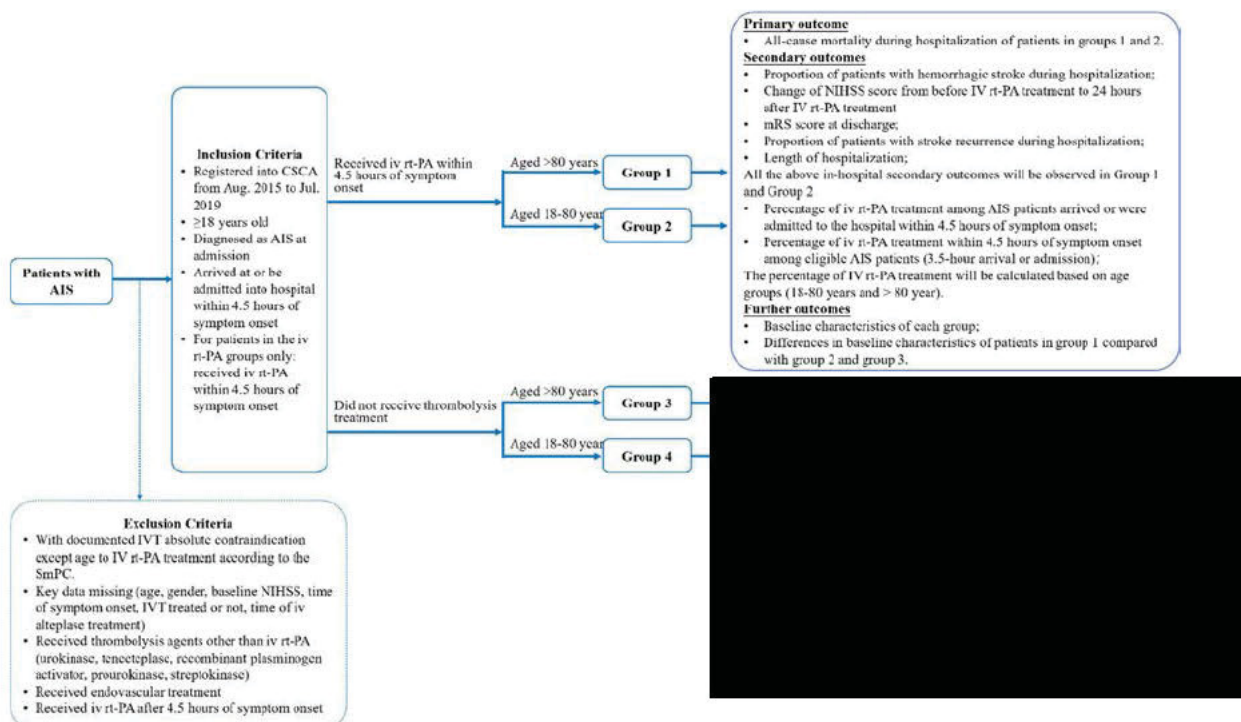 Patients with
AIS
Inclusion Criteria
• Registered into CSCA
from Aug. 2015 to Jul.
2019
• ≥18 years old
• Diagnosed as AIS at
admission
• Arrived at or be
admitted into hospital
within 4.5 hours of
symptom onset
• For patients in the iv
rt-PA groups only:
received iv rt-PA
within 4.5 hours of
symptom onset
Exclusion Criteria
• With documented IVT absolute contraindication
except age to IV rt-PA treatment according to the
SmPC.
• Key data missing (age, gender, baseline NIHSS, time
of symptom onset, IVT treated or not, time of iv
alteplase treatment)
• Received thrombolysis agents other than iv rt-PA
(urokinase, tenecteplase, recombinant plasminogen
activator, prourokinase, streptokinase)
• Received endovascular treatment
• Received iv rt-PA after 4.5 hours of symptom onset
Received iv rt-PA within
4.5 hours of symptom
onset
Aged >80 years
Group 1
Aged 18-80 year
Group 2
Did not receive thrombolysis
treatment
Aged >80 years
Group 3
Aged 18-80 year
Group 4
Primary outcome
• All-cause mortality during hospitalization of patients in groups 1 and 2.
Secondary outcomes
• Proportion of patients with hemorrhagic stroke during hospitalization;
• Change of NIHSS score from before IV rt-PA treatment to 24 hours
after IV rt-PA treatment
• mRS score at discharge;
• Proportion of patients with stroke recurrence during hospitalization;
• Length of hospitalization;
All the above in-hospital secondary outcomes will be observed in Group 1
and Group 2
• Percentage of iv rt-PA treatment among AIS patients arrived or were
admitted to the hospital within 4.5 hours of symptom onset;
• Percentage of iv rt-PA treatment within 4.5 hours of symptom onset
among eligible AIS patients (3.5-hour arrival or admission);
The percentage of IV rt-PA treatment will be calculated based on age
groups (18-80 years and > 80 year).
Further outcomes
• Baseline characteristics of each group;
• Differences in baseline characteristics of patients in group 1 compared
with group 2 and group 3.